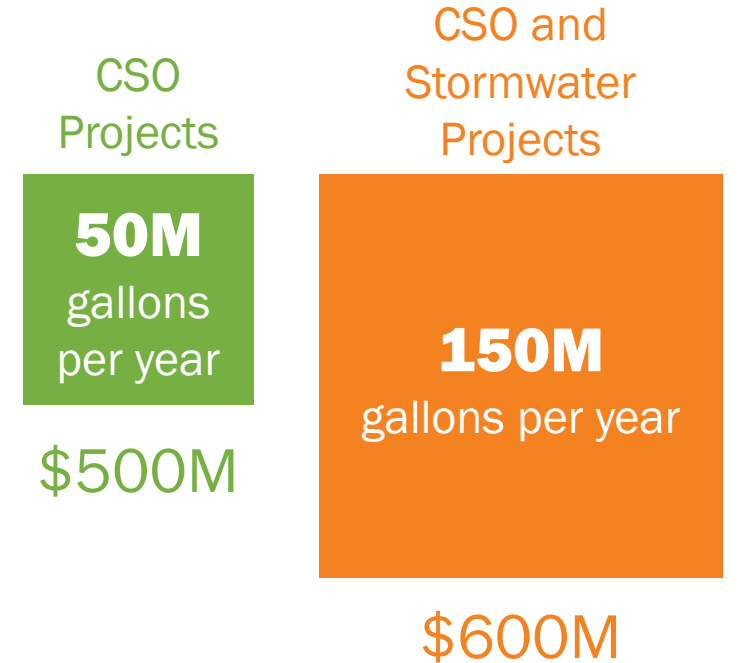 CSO
Projects
50M
gallons
per year
$500M
CSO and
Stormwater
Projects
150M
gallons per year
$600M